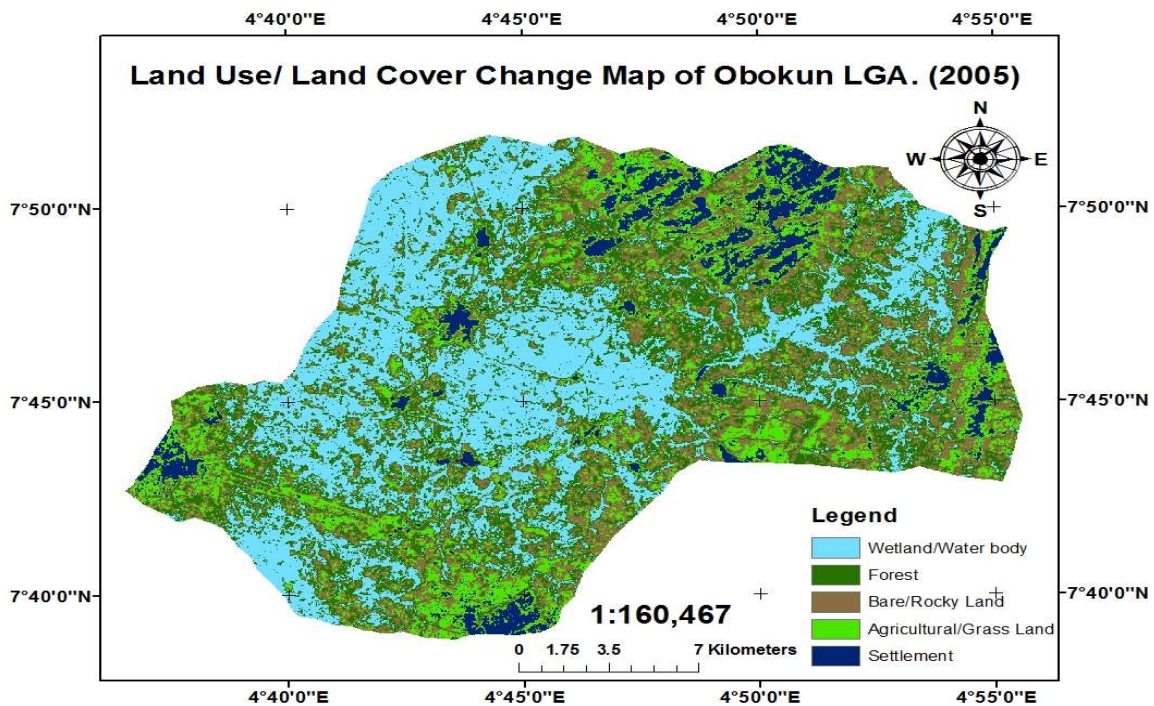 4°40'0"E 4°45'0"E 4°50'0"E 4°55'0"E
Land Use/ Land Cover Change Map of Obokun LGA. (2005)
N
W E
S
7°50'0"N 7°50'0"N
7°45'0"N 7°45'0"N
7°40'0"N 7°40'0"N
Legend
Wetland/Water body
Forest
Bare/Rocky Land
Agricultural/Grass Land
Settlement
1:160,467
0 1.75 3.5 7 Kilometers
4°40'0"E 4°45'0"E 4°50'0"E 4°55'0"E